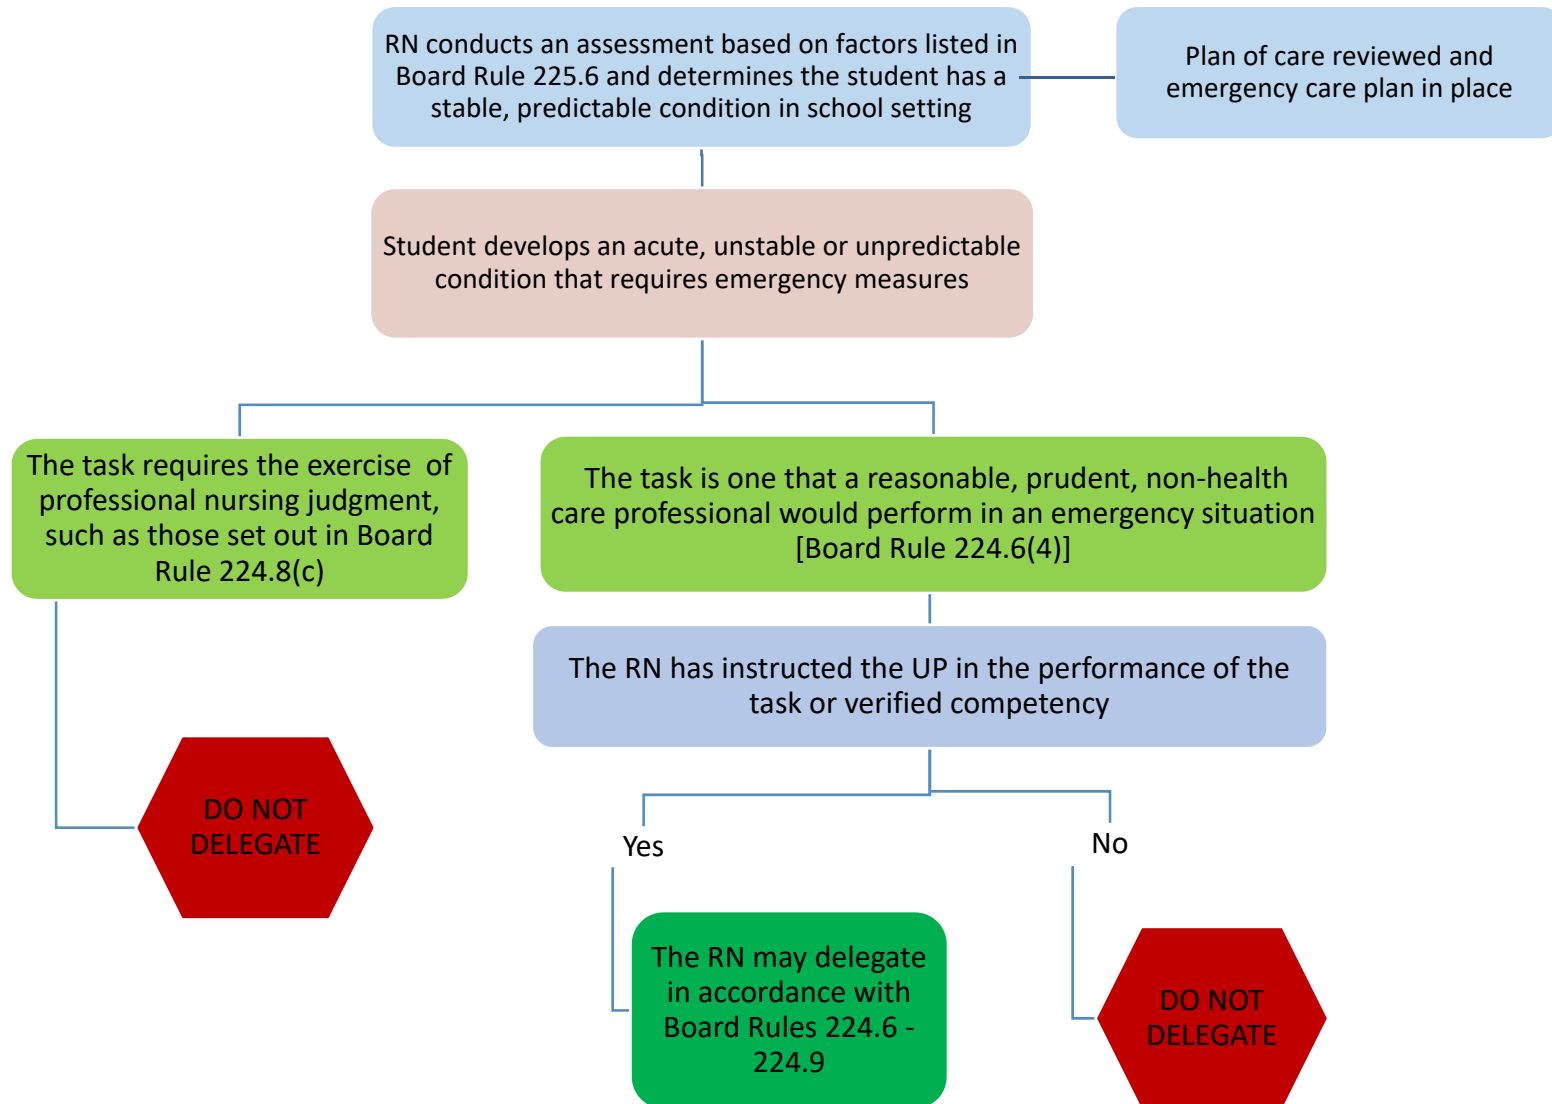 RN conducts an assessment based on factors listed in
Board Rule 225.6 and determines the student has a
stable, predictable condition in school setting
Plan of care reviewed and
emergency care plan in place
Student develops an acute, unstable or unpredictable
condition that requires emergency measures
The task requires the exercise of
professional nursing judgment,
such as those set out in Board
Rule 224.8(c)
The task is one that a reasonable, prudent, non-health
care professional would perform in an emergency situation
[Board Rule 224.6(4)]
The RN has instructed the UP in the performance of the
task or verified competency
DO NOT
DELEGATE
Yes
No
The RN may delegate
in accordance with
Board Rules 224.6 -
224.9
DO NOT
DELEGATE